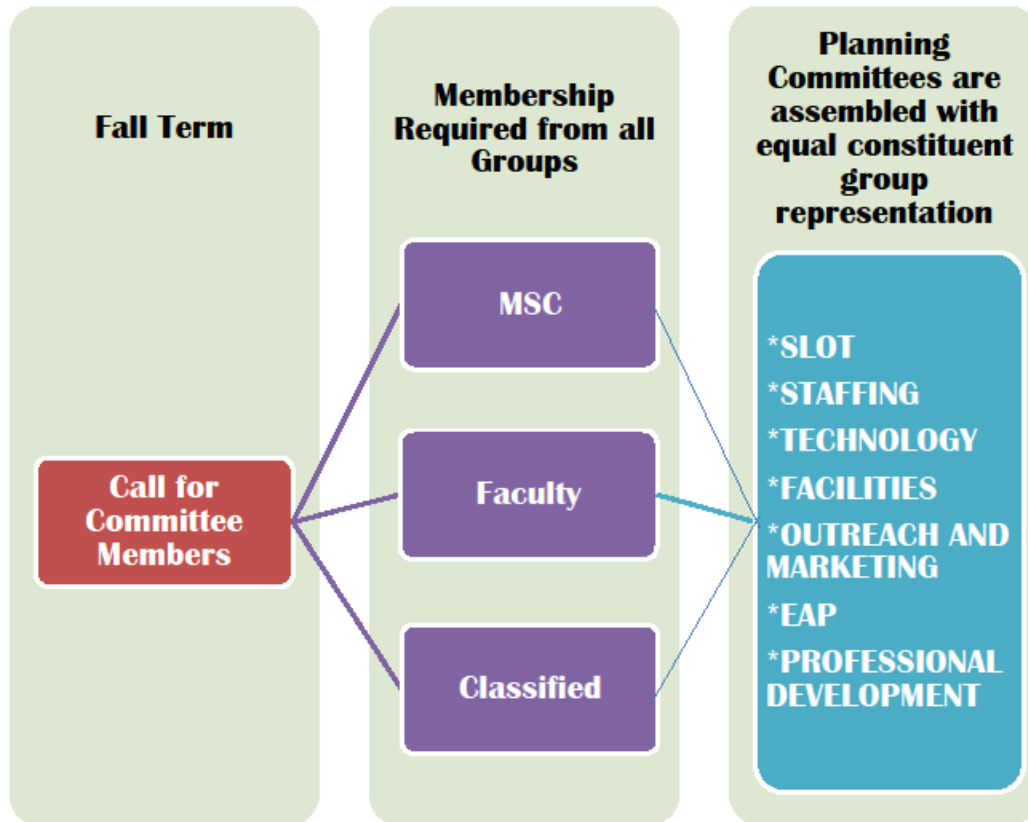 Fall Term
Call for
Committee
Members
Membership
Required from all
Groups
MSC
Faculty
Classified
Planning
Committees are
assembled with
equal constituent
group
representation
*SLOT
*STAFFING
*TECHNOLOGY
*FACILITIES
*OUTREACH AND
MARKETING
*EAP
*PROFESSIONAL
DEVELOPMENT